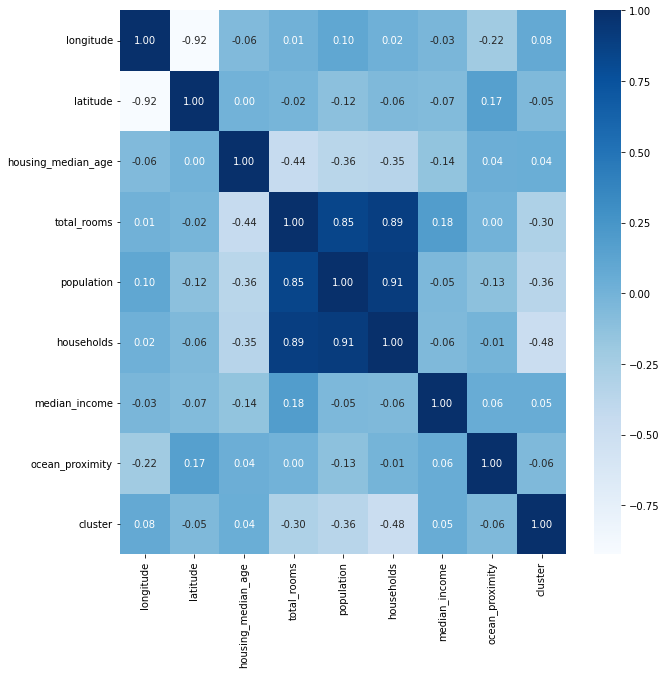 longitude 1.00 -0.92 -0.06 0.01 0.10 0.02 -0.03 -0.22 0.08
latitude -0.92 1.00 0.00 -0.02 -0.12 -0.06 -0.07 0.17 -0.05
housing_median_age -0.06 0.00 1.00 -0.44 -0.36 -0.35 -0.14 0.04 0.04
total_rooms 0.01 -0.02 -0.44 1.00 0.85 0.89 0.18 0.00 -0.30
population 0.10 -0.12 -0.36 0.85 1.00 0.91 -0.05 -0.13 -0.36
households 0.02 -0.06 -0.35 0.89 0.91 1.00 -0.06 -0.01 -0.48
median_income -0.03 -0.07 -0.14 0.18 -0.05 -0.06 1.00 0.06 0.05
ocean_proximity -0.22 0.17 0.04 0.00 -0.13 -0.01 0.06 1.00 -0.06
cluster 0.08 -0.05 0.04 -0.30 -0.36 -0.48 0.05 -0.06 1.00
longitude
latitude
housing_median_age
total_rooms
population
households
median_income
ocean_proximity
cluster
1.00
0.75
0.50
0.25
0.00
-0.25
-0.50
-0.75